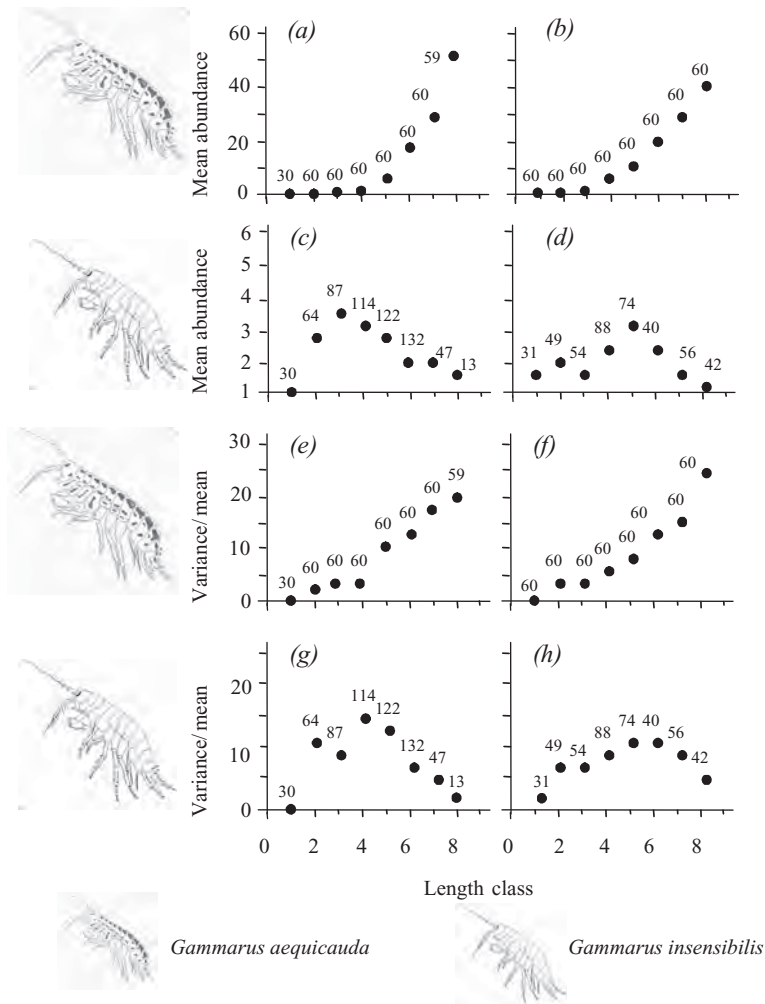 (a)
Mean abundance
60
40
20
0
30 60 60 60 60 60 60 59
(b)
60 60 60 60 60 60 60 60
(c)
Mean abundance
6
5
4
3
2
1
30 64 87 114 122 132 47 13
(d)
31 49 54 88 74 40 56 42
(e)
Variance/mean
30
20
10
0
30 60 60 60 60 60 60 59
(f)
60 60 60 60 60 60 60 60
(g)
Variance/mean
20
10
0
30 64 87 114 122 132 47 13
(h)
31 49 54 88 74 40 56 42
0 2 4 6 8 0 2 4 6 8
Length class
Gammarus aequicauda
Gammarus insensibilis